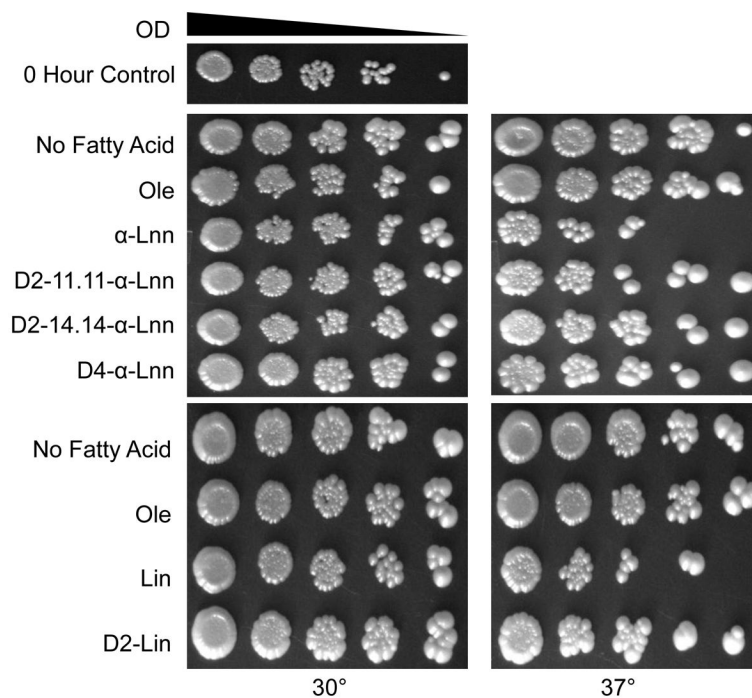 OD
0 Hour Control
No Fatty Acid
Ole
α-Lnn
D2-11.11-α-Lnn
D2-14.14-α-Lnn
D4-α-Lnn
No Fatty Acid
Ole
Lin
D2-Lin
30° 37°